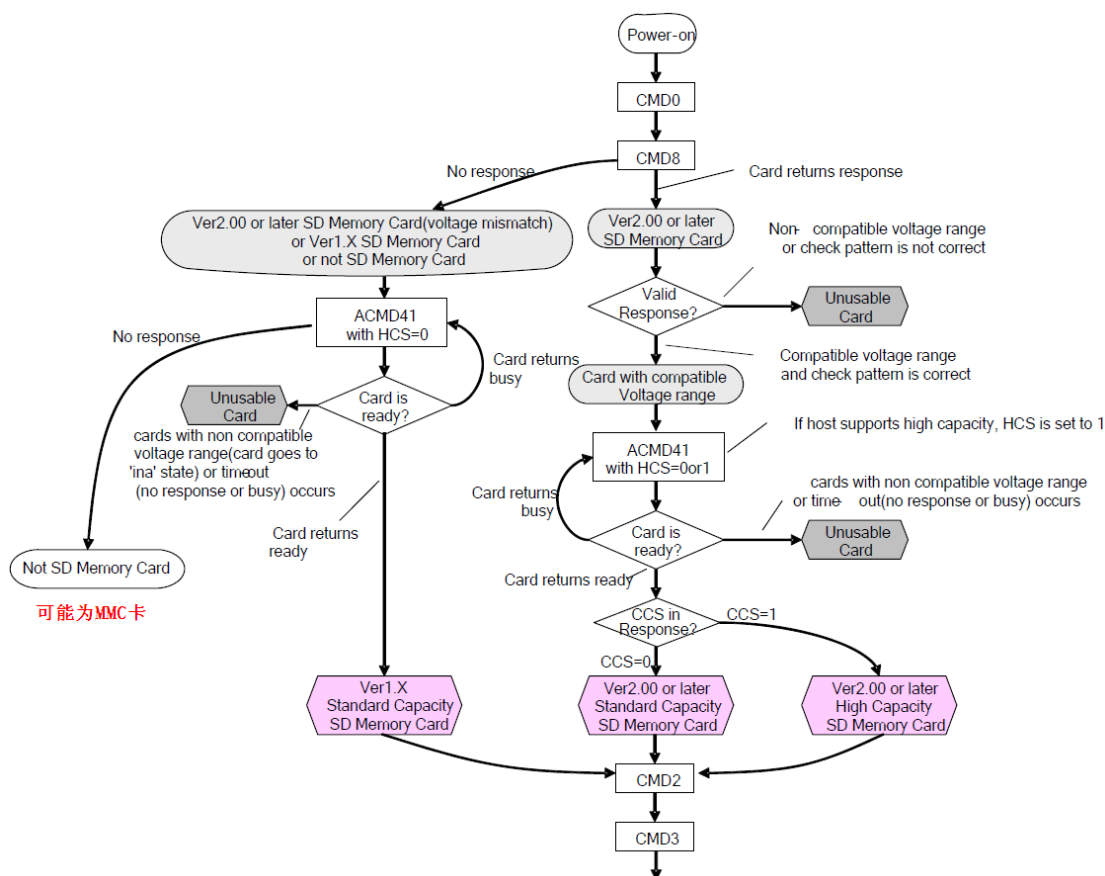 Power-on
CMD0
CMD8
No response
Card returns response
Ver2.00 or later SD Memory Card(voltage mismatch)
or Ver1.X SD Memory Card
or not SD Memory Card
Ver2.00 or later
SD Memory Card
Non- compatible voltage range
or check pattern is not correct
Valid
Response?
Unusable
Card
No response
ACMD41
with HCS=0
Card returns
busy
Compatible voltage range
and check pattern is correct
Card with compatible
Voltage range
Unusable
Card
Card is
ready?
cards with non compatible
voltage range(card goes to
'ina' state) or timeout
(no response or busy) occurs
If host supports high capacity, HCS is set to 1
ACMD41
with HCS=0or1
Card returns
busy
cards with non compatible voltage range
or time- out(no response or busy) occurs
Card returns
ready
Card is
ready?
Unusable
Card
Not SD Memory Card
Card returns ready
可能为MMC卡
CCS in
Response?
CCS=1
CCS=0
Ver1.X
Standard Capacity
SD Memory Card
Ver2.00 or later
Standard Capacity
SD Memory Card
Ver2.00 or later
High Capacity
SD Memory Card
CMD2
CMD3